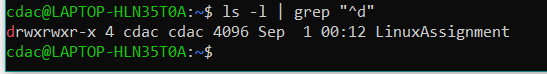 cdac@LAPTOP-HLN35T0A:~$ ls -l | grep "^d"
drwxrwxr-x 4 cdac cdac 4096 Sep  1 00:12 LinuxAssignment
cdac@LAPTOP-HLN35T0A:~$